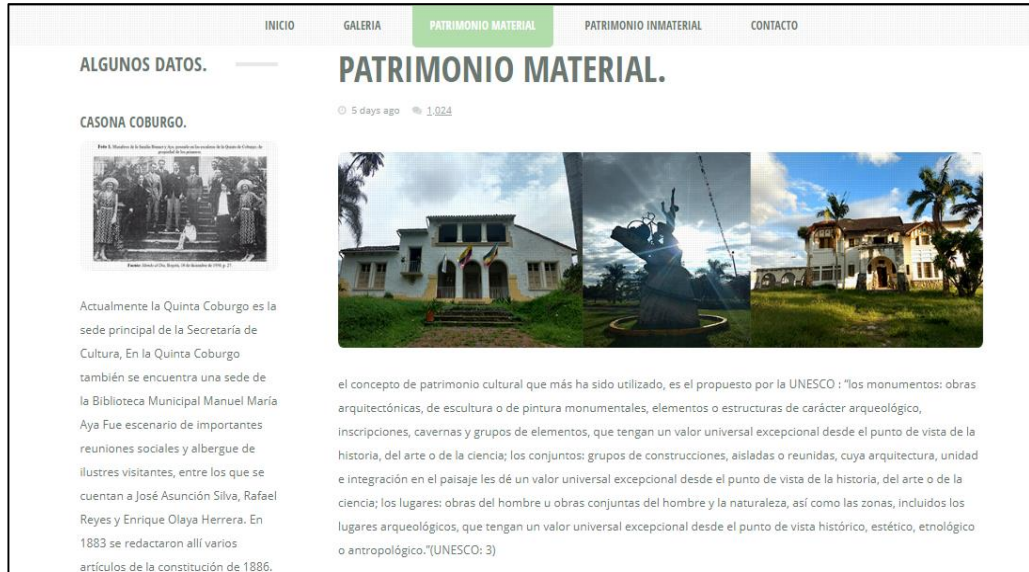 INICIO GALERIA PATRIMONIO MATERIAL PATRIMONIO INMATERIAL CONTACTO
ALGUNOS DATOS.
CASONA COBURGO.
Actualmente la Quinta Coburgo es la
sede principal de la Secretaría de
Cultura, En la Quinta Coburgo
también se encuentra una sede de
la Biblioteca Municipal Manuel María
Aya Fue escenario de importantes
reuniones sociales y albergue de
ilustres visitantes, entre los que se
cuentan a José Asunción Silva, Rafael
Reyes y Enrique Olaya Herrera. En
1883 se redactaron allí varios
artículos de la constitución de 1886.
PATRIMONIO MATERIAL.
5 days ago 1,024
el concepto de patrimonio cultural que más ha sido utilizado, es el propuesto por la UNESCO : "los monumentos: obras
arquitectónicas, de escultura o de pintura monumentales, elementos o estructuras de carácter arqueológico,
inscripciones, cavernas y grupos de elementos, que tengan un valor universal excepcional desde el punto de vista de la
historia, del arte o de la ciencia; los conjuntos: grupos de construcciones, aisladas o reunidas, cuya arquitectura, unidad
e integración en el paisaje les dé un valor universal excepcional desde el punto de vista de la historia, del arte o de la
ciencia; los lugares: obras del hombre u obras conjuntas del hombre y la naturaleza, así como las zonas, incluidos los
lugares arqueológicos, que tengan un valor universal excepcional desde el punto de vista histórico, estético, etnológico
o antropológico."(UNESCO: 3)